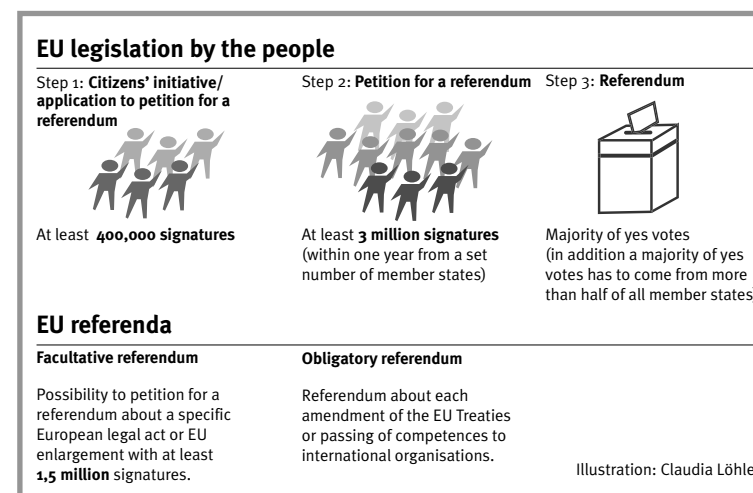 EU legislation by the people
Step 1: Citizens' initiative/
application to petition for a
referendum
At least 400,000 signatures
Step 2: Petition for a referendum
At least 3 million signatures
(within one year from a set
number of member states)
Step 3: Referendum
Majority of yes votes
(in addition a majority of yes
votes has to come from more
than half of all member states)
EU referenda
Facultative referendum
Possibility to petition for a
referendum about a specific
European legal act or EU
enlargement with at least
1,5 million signatures.
Obligatory referendum
Referendum about each
amendment of the EU Treaties
or passing of competences to
international organisations.
Illustration: Claudia Löhle